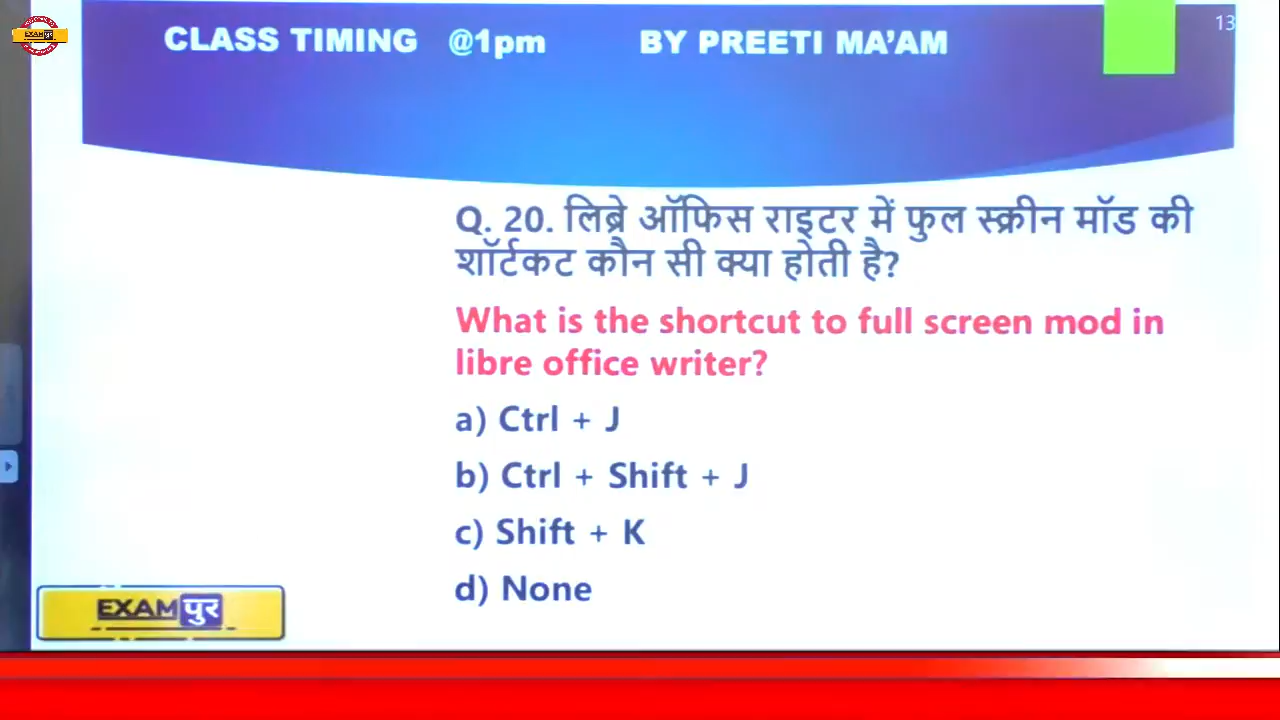 EXAMपुर
CLASS TIMING @1pm BY PREETI MA'AM
13
Q. 20. लिब्रे ऑफिस राइटर में फुल स्क्रीन मॉड की
शॉर्टकट कौन सी क्या होती है?
What is the shortcut to full screen mod in
libre office writer?
a) Ctrl + J
b) Ctrl + Shift + J
c) Shift + K
d) None
EXAMपुर